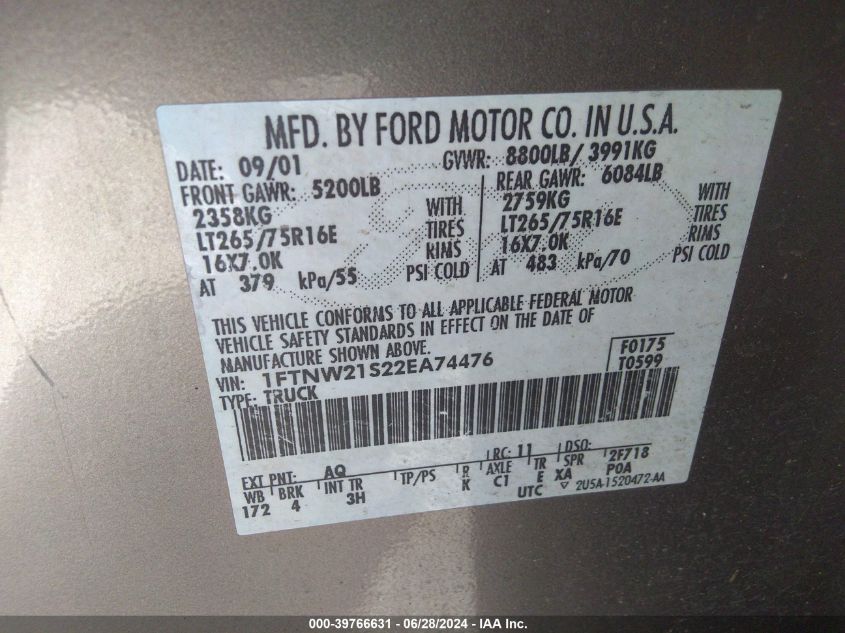 MFD. BY FORD MOTOR CO. IN U.S.A.
DATE: 09/01 GVWR: 8800LB/ 3991KG
FRONT GAWR: 5200LB REAR GAWR: 6084LB
2358KG WITH 2759KG WITH
LT265/75R16E TIRES LT265/75R16E TIRES
16X7.0K RIMS 16X7.0K RIMS
AT 379 kPa/55 PSI COLD AT 483 kPa/70 PSI COLD
THIS VEHICLE CONFORMS TO ALL APPLICABLE FEDERAL MOTOR
VEHICLE SAFETY STANDARDS IN EFFECT ON THE DATE OF
MANUFACTURE SHOWN ABOVE.
VIN: 1FTNW21S22EA74476 F0175
TYPE: TRUCK T0599
EXT PNT: AQ RC: 11 DSO: 2F718
WB BRK INT TR TP/PS R AXLE TR SPR P0A
172 4 3H K C1 E XA
UTC ▽ 2U5A-1520472-AA
000-39766631 / 06/28/2024 - IAA Inc.